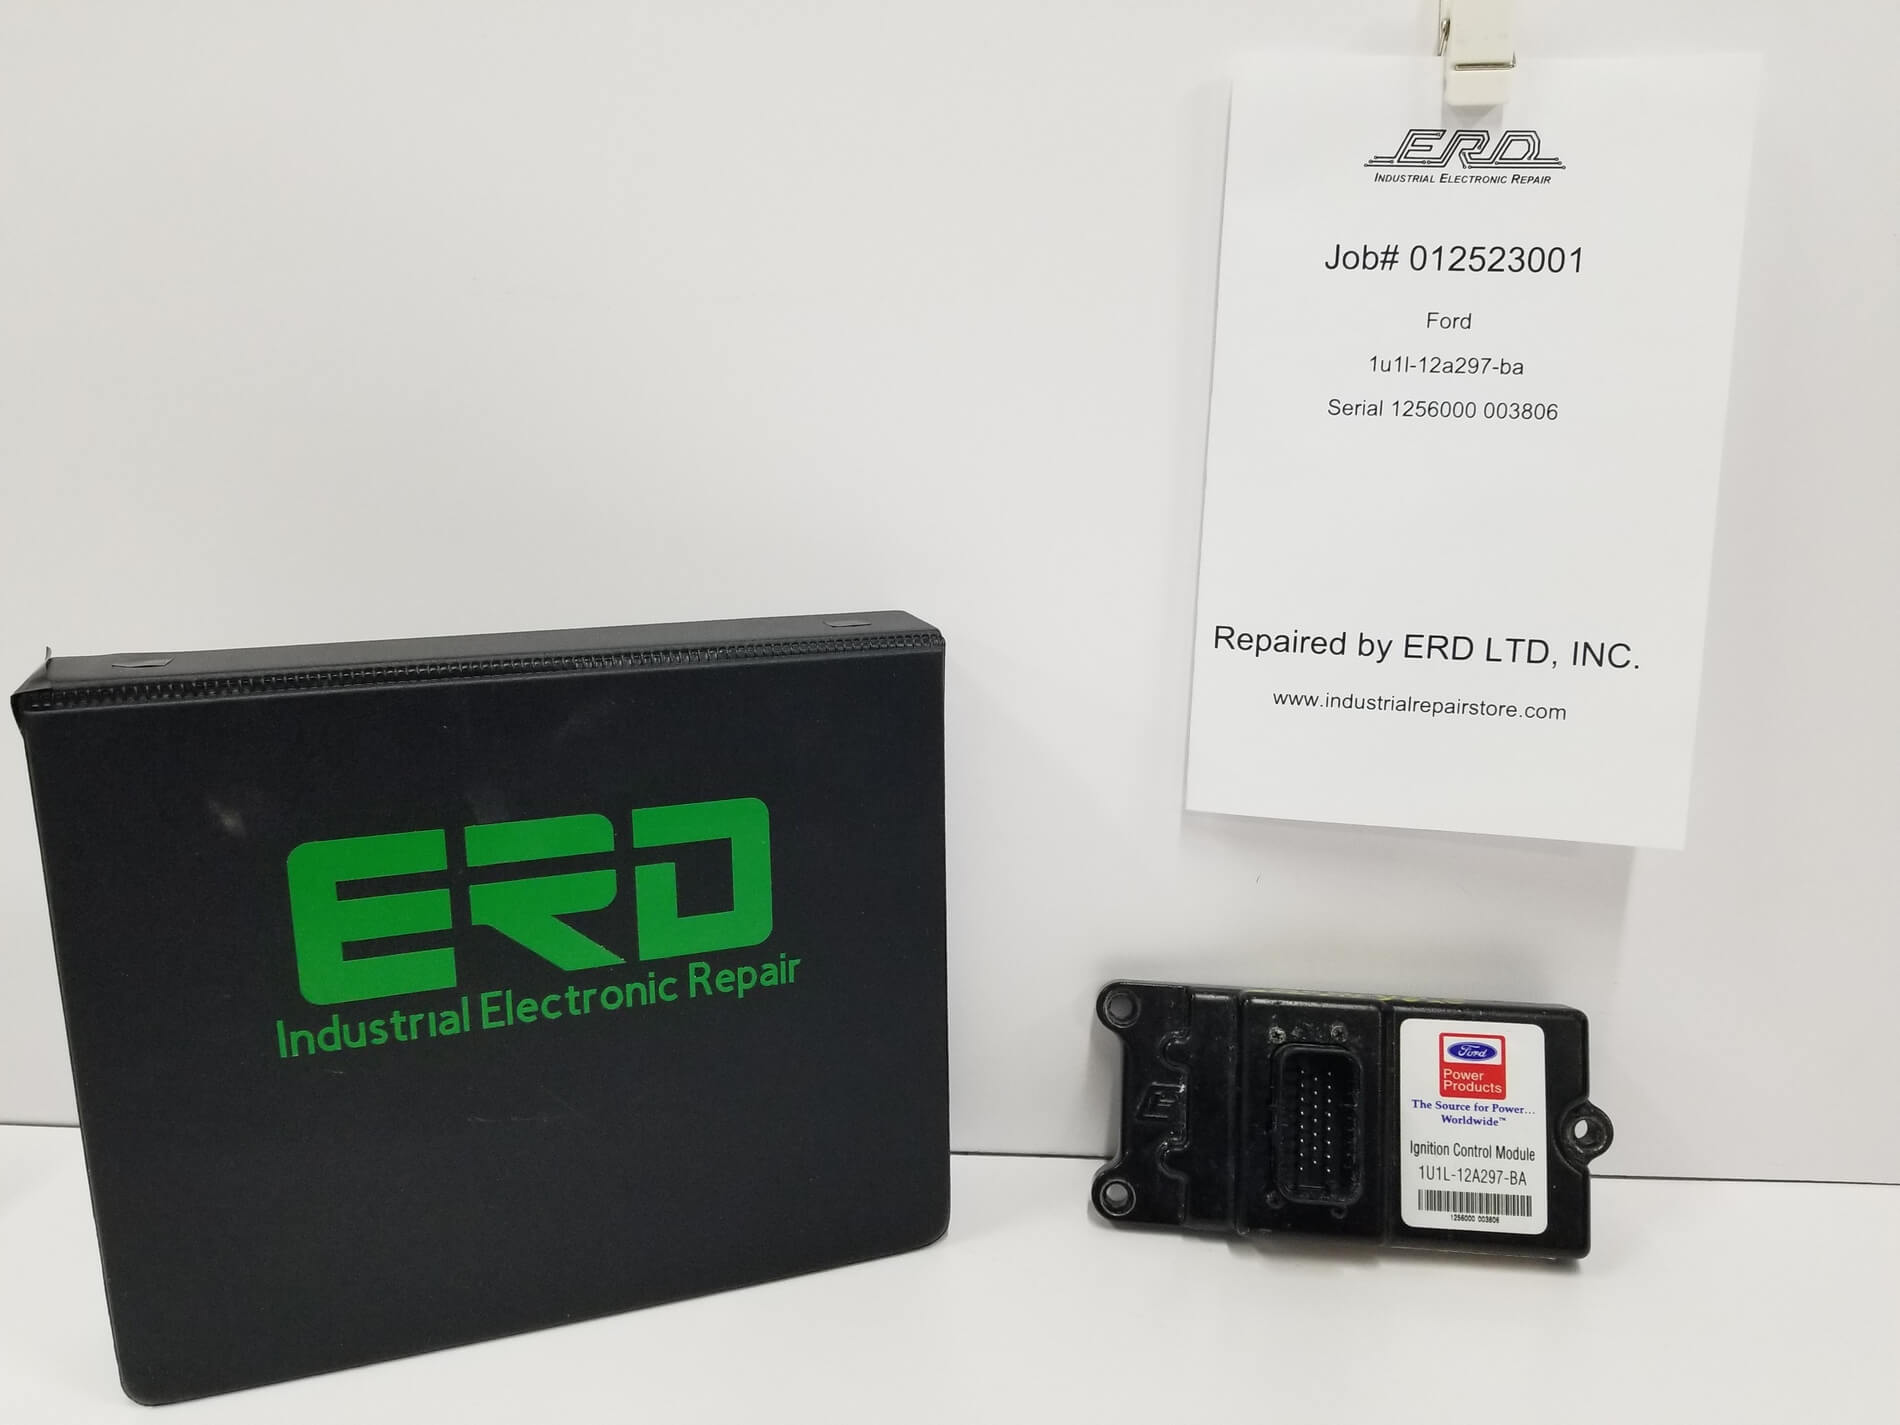 ERD
INDUSTRIAL ELECTRONIC REPAIR
Job# 012523001
Ford
1u1l-12a297-ba
Serial 1256000 003806
Repaired by ERD LTD, INC.
www.industrialrepairstore.com
ERD
Industrial Electronic Repair
Ford
Power
Products
The Source for Power...
Worldwide™
Ignition Control Module
1U1L-12A297-BA
1256000 003806